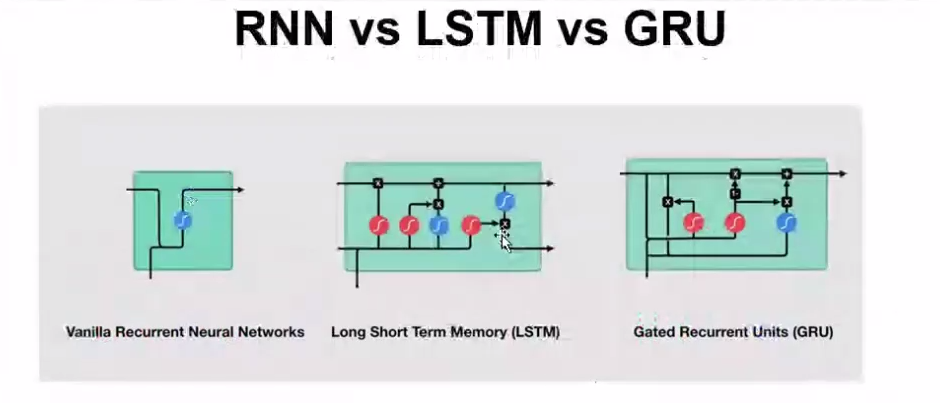 RNN vs LSTM vs GRU
Vanilla Recurrent Neural Networks
Long Short Term Memory (LSTM)
Gated Recurrent Units (GRU)